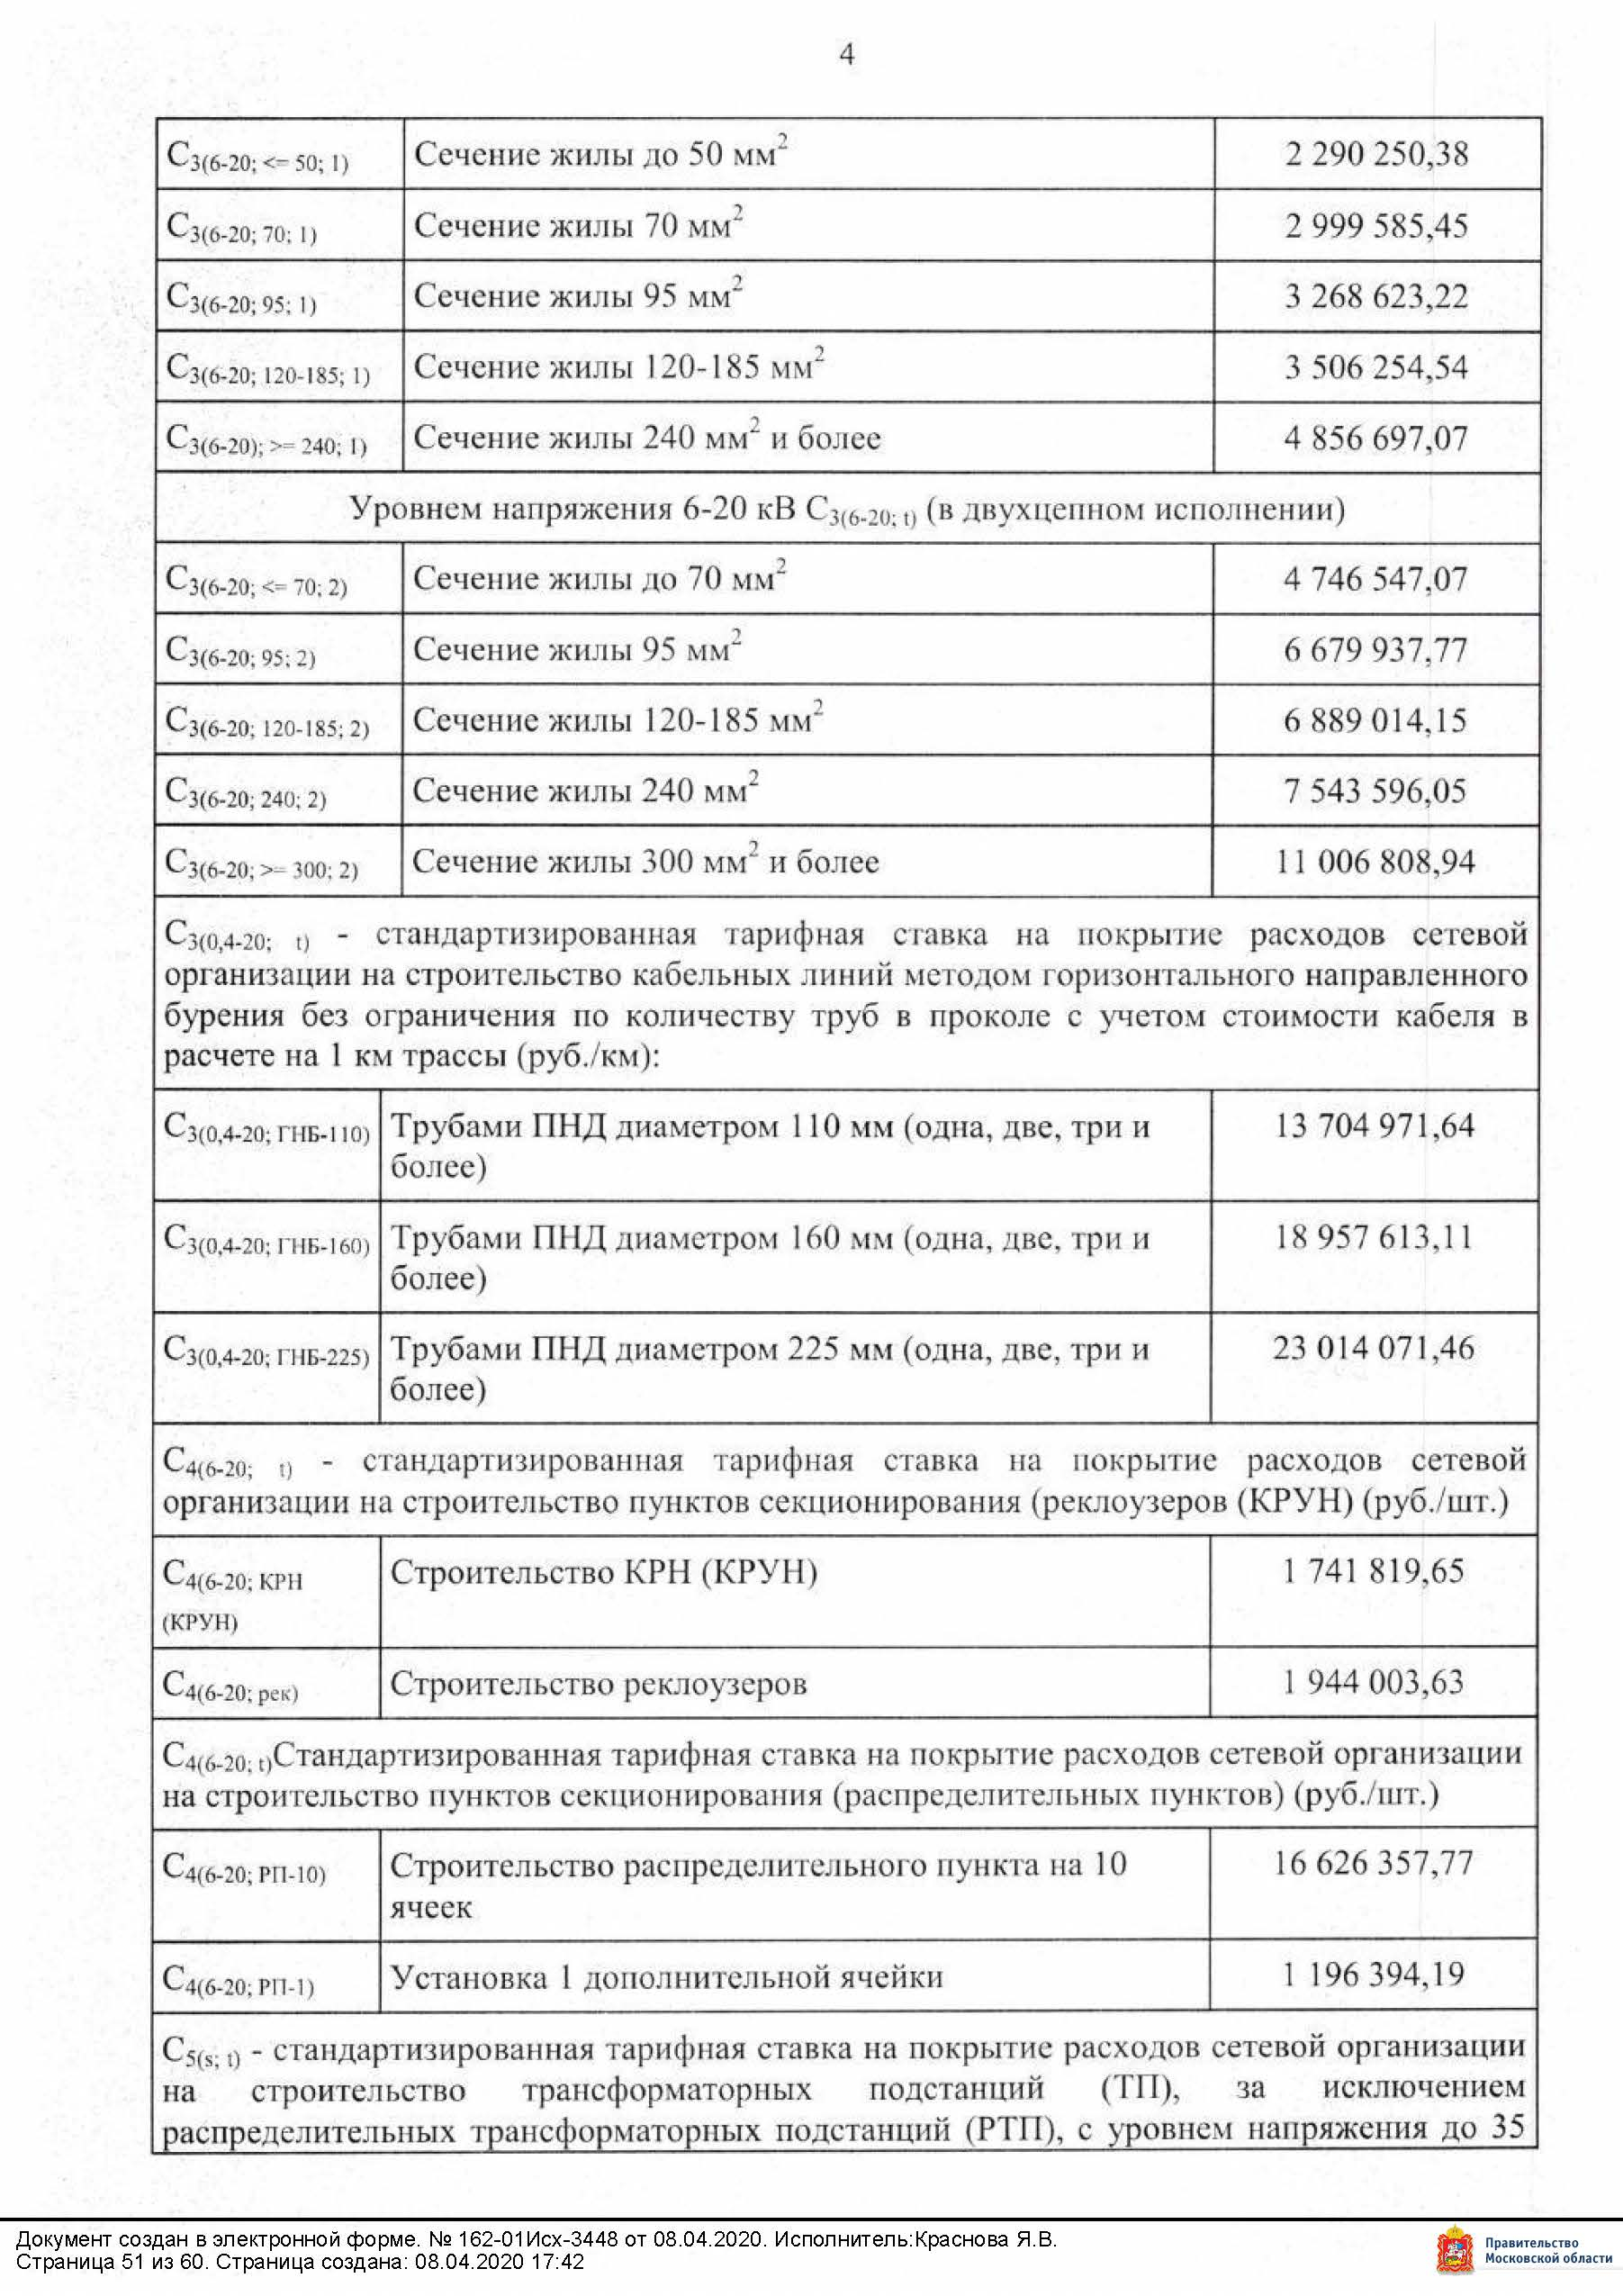 4
С3(6-20; <= 50; 1) Сечение жилы до 50 мм² 2 290 250,38
С3(6-20; 70; 1) Сечение жилы 70 мм² 2 999 585,45
С3(6-20; 95; 1) Сечение жилы 95 мм² 3 268 623,22
С3(6-20; 120-185; 1) Сечение жилы 120-185 мм² 3 506 254,54
С3(6-20); >= 240; 1) Сечение жилы 240 мм² и более 4 856 697,07
Уровнем напряжения 6-20 кВ С3(6-20; t) (в двухцепном исполнении)
С3(6-20; <= 70; 2) Сечение жилы до 70 мм² 4 746 547,07
С3(6-20; 95; 2) Сечение жилы 95 мм² 6 679 937,77
С3(6-20; 120-185; 2) Сечение жилы 120-185 мм² 6 889 014,15
С3(6-20; 240; 2) Сечение жилы 240 мм² 7 543 596,05
С3(6-20; >= 300; 2) Сечение жилы 300 мм² и более 11 006 808,94
С3(0,4-20; t) - стандартизированная тарифная ставка на покрытие расходов сетевой
организации на строительство кабельных линий методом горизонтального направленного
бурения без ограничения по количеству труб в проколе с учетом стоимости кабеля в
расчете на 1 км трассы (руб./км):
С3(0,4-20; ГНБ-110) Трубами ПНД диаметром 110 мм (одна, две, три и 13 704 971,64
более)
С3(0,4-20; ГНБ-160) Трубами ПНД диаметром 160 мм (одна, две, три и 18 957 613,11
более)
С3(0,4-20; ГНБ-225) Трубами ПНД диаметром 225 мм (одна, две, три и 23 014 071,46
более)
С4(6-20; t) - стандартизированная тарифная ставка на покрытие расходов сетевой
организации на строительство пунктов секционирования (реклоузеров (КРУН) (руб./шт.)
С4(6-20; КРН Строительство КРН (КРУН) 1 741 819,65
(КРУН)
С4(6-20; рек) Строительство реклоузеров 1 944 003,63
С4(6-20; t)Стандартизированная тарифная ставка на покрытие расходов сетевой организации
на строительство пунктов секционирования (распределительных пунктов) (руб./шт.)
С4(6-20; РП-10) Строительство распределительного пункта на 10 16 626 357,77
ячеек
С4(6-20; РП-1) Установка 1 дополнительной ячейки 1 196 394,19
С5(s; t) - стандартизированная тарифная ставка на покрытие расходов сетевой организации
на строительство трансформаторных подстанций (ТП), за исключением
распределительных трансформаторных подстанций (РТП), с уровнем напряжения до 35
Документ создан в электронной форме. № 162-01Исх-3448 от 08.04.2020. Исполнитель:Краснова Я.В.
Страница 51 из 60. Страница создана: 08.04.2020 17:42
Правительство
Московской области